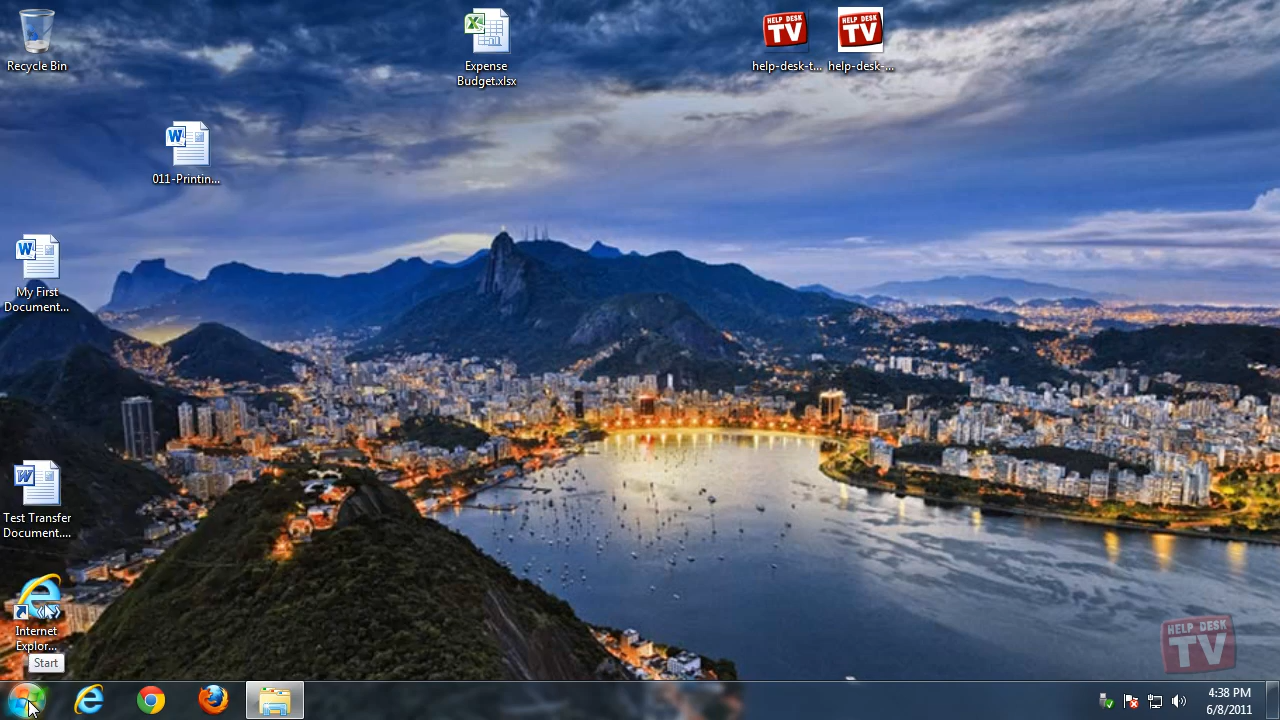 Recycle Bin
Expense
Budget.xlsx
HELP DESK
TV
help-desk-t...
HELP DESK
TV
help-desk-...
011-Printin...
My First
Document...
Test Transfer
Document....
Internet
Explor...
Start
HELP DESK
TV
4:38 PM
6/8/2011